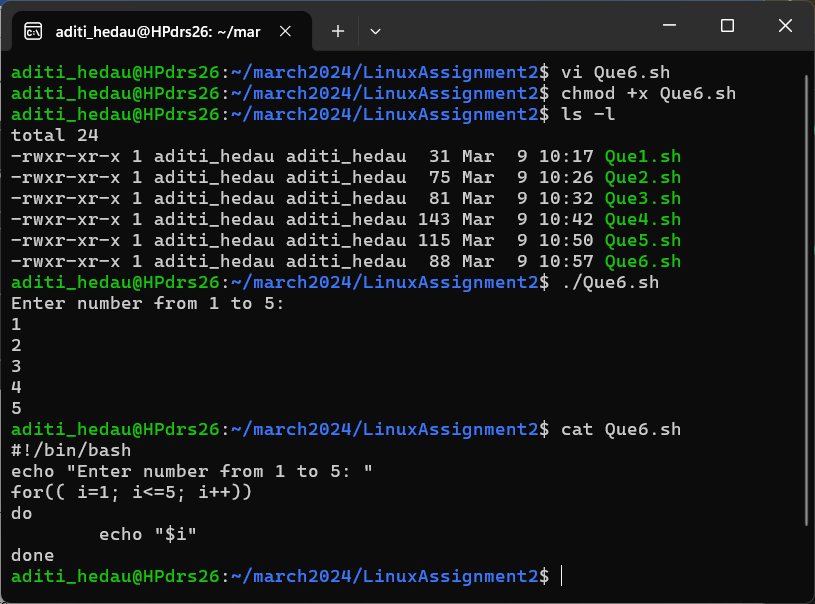 aditi_hedau@HPdrs26: ~/mar
aditi_hedau@HPdrs26:~/march2024/LinuxAssignment2$ vi Que6.sh
aditi_hedau@HPdrs26:~/march2024/LinuxAssignment2$ chmod +x Que6.sh
aditi_hedau@HPdrs26:~/march2024/LinuxAssignment2$ ls -l
total 24
-rwxr-xr-x 1 aditi_hedau aditi_hedau  31 Mar  9 10:17 Que1.sh
-rwxr-xr-x 1 aditi_hedau aditi_hedau  75 Mar  9 10:26 Que2.sh
-rwxr-xr-x 1 aditi_hedau aditi_hedau  81 Mar  9 10:32 Que3.sh
-rwxr-xr-x 1 aditi_hedau aditi_hedau 143 Mar  9 10:42 Que4.sh
-rwxr-xr-x 1 aditi_hedau aditi_hedau 115 Mar  9 10:50 Que5.sh
-rwxr-xr-x 1 aditi_hedau aditi_hedau  88 Mar  9 10:57 Que6.sh
aditi_hedau@HPdrs26:~/march2024/LinuxAssignment2$ ./Que6.sh
Enter number from 1 to 5:
1
2
3
4
5
aditi_hedau@HPdrs26:~/march2024/LinuxAssignment2$ cat Que6.sh
#!/bin/bash
echo "Enter number from 1 to 5: "
for(( i=1; i<=5; i++))
do
        echo "$i"
done
aditi_hedau@HPdrs26:~/march2024/LinuxAssignment2$